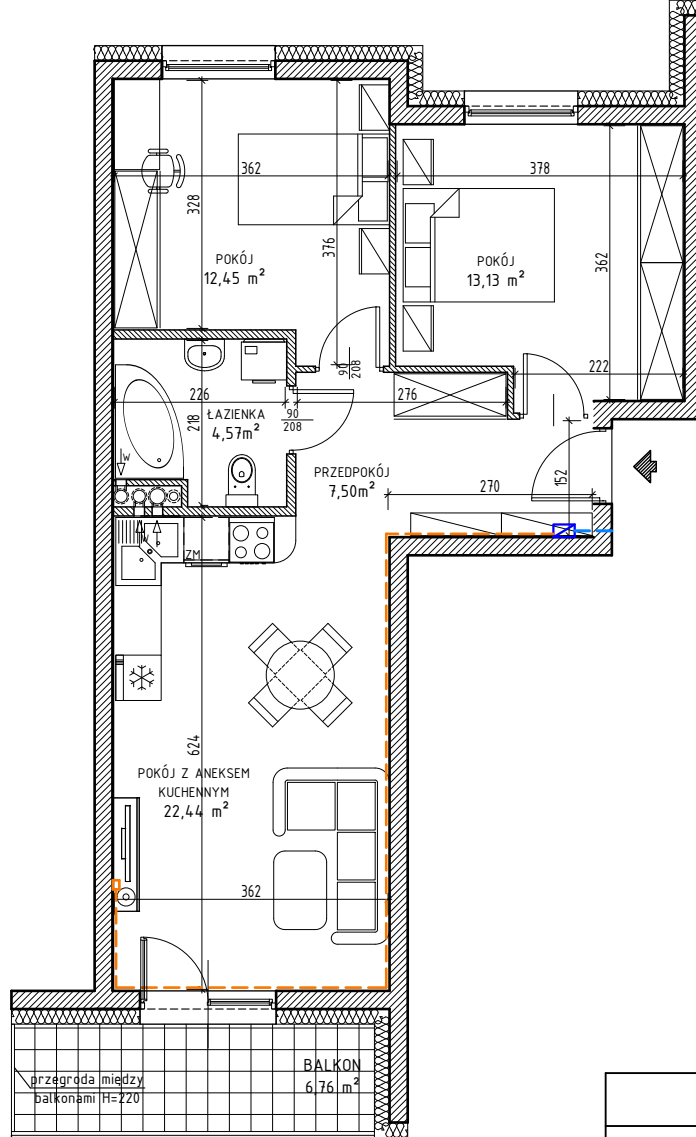 362
378
328
376
362
POKÓJ
12,45 m²
POKÓJ
13,13 m²
90
208
222
226
276
218
ŁAZIENKA
4,57m²
90
208
152
PRZEDPOKÓJ
7,50m²
270
W
W
ZM
624
POKÓJ Z ANEKSEM
KUCHENNYM
22,44 m²
362
BALKON
6,76 m²
przegroda między
balkonami H=220